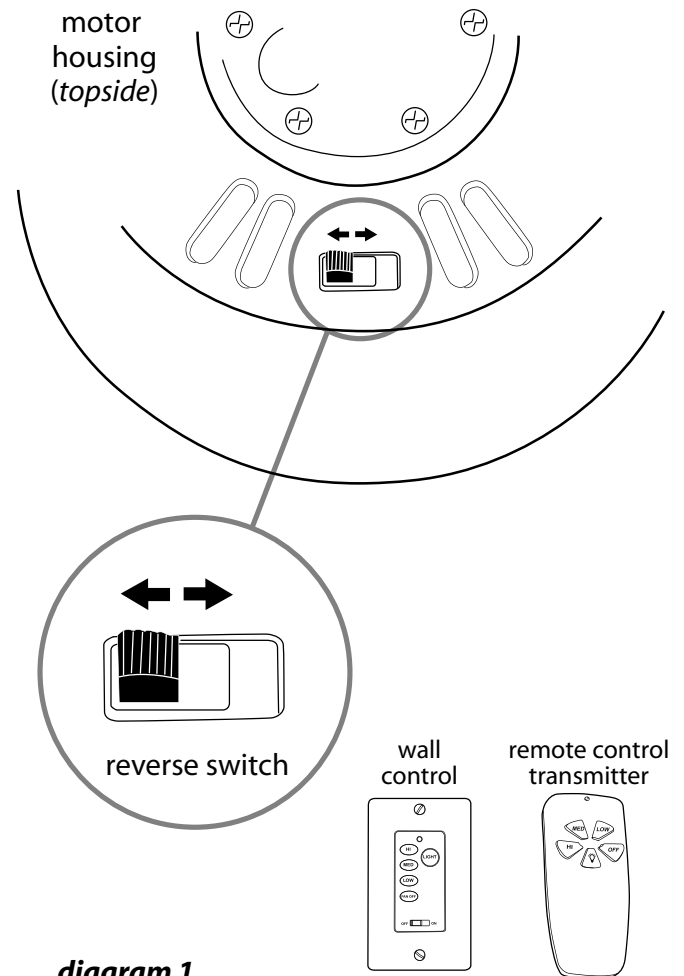 motor
housing
(topside)
reverse switch
wall
control
remote control
transmitter
HI
MED
LOW
FAN OFF
LIGHT
OFF ON
MED LOW
HI OFF
diagram 1